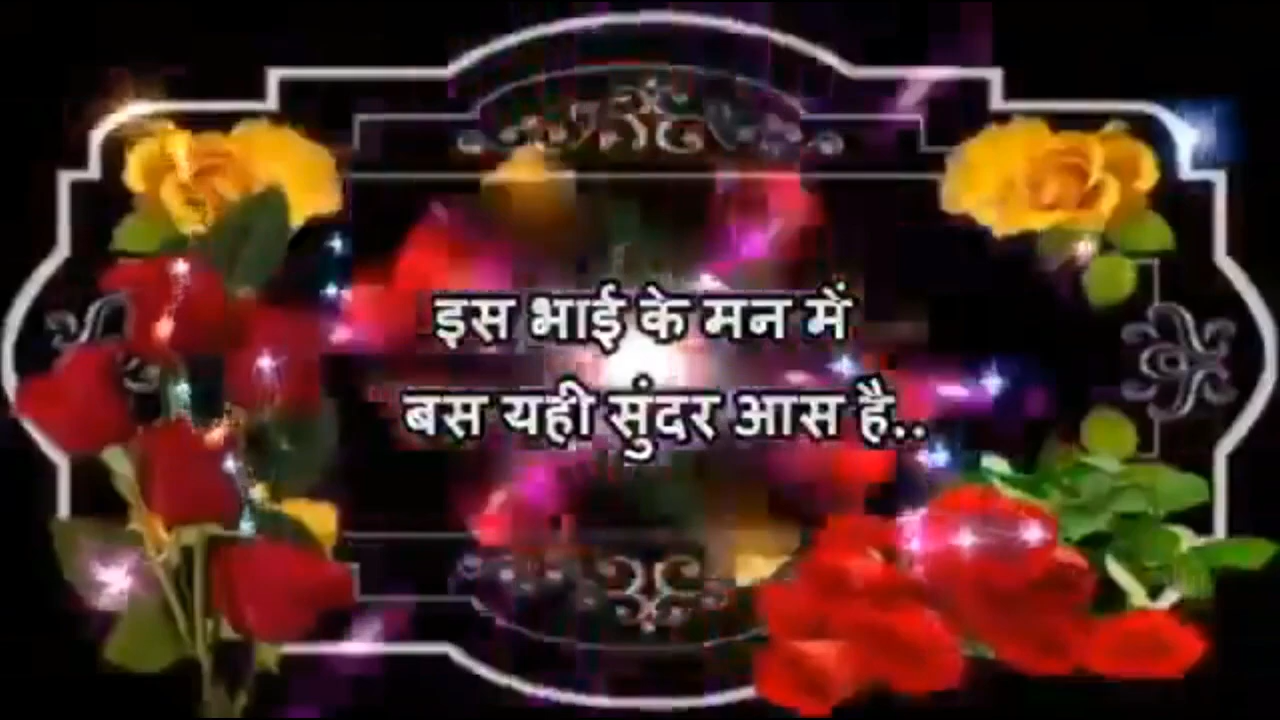 इस भाई के मन में
बस यही सुंदर आस है..